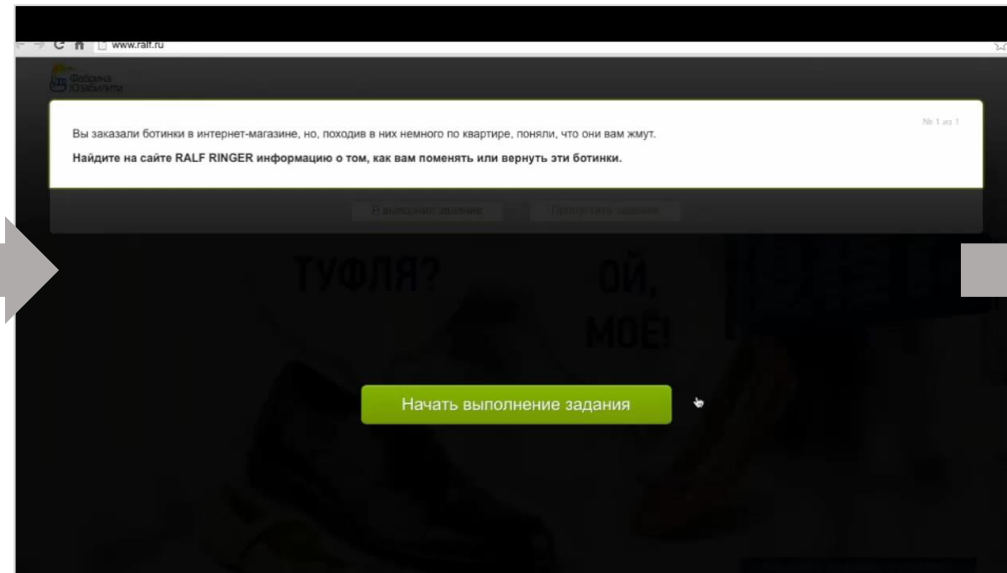 www.ralf.ru
Фабрика
Юзабилити
№ 1 из 1
Вы заказали ботинки в интернет-магазине, но, походив в них немного по квартире, поняли, что они вам жмут.
Найдите на сайте RALF RINGER информацию о том, как вам поменять или вернуть эти ботинки.
Я выполнил задание
Пропустить задание
ТУФЛЯ?
ОЙ,
МОЁ!
Начать выполнение задания